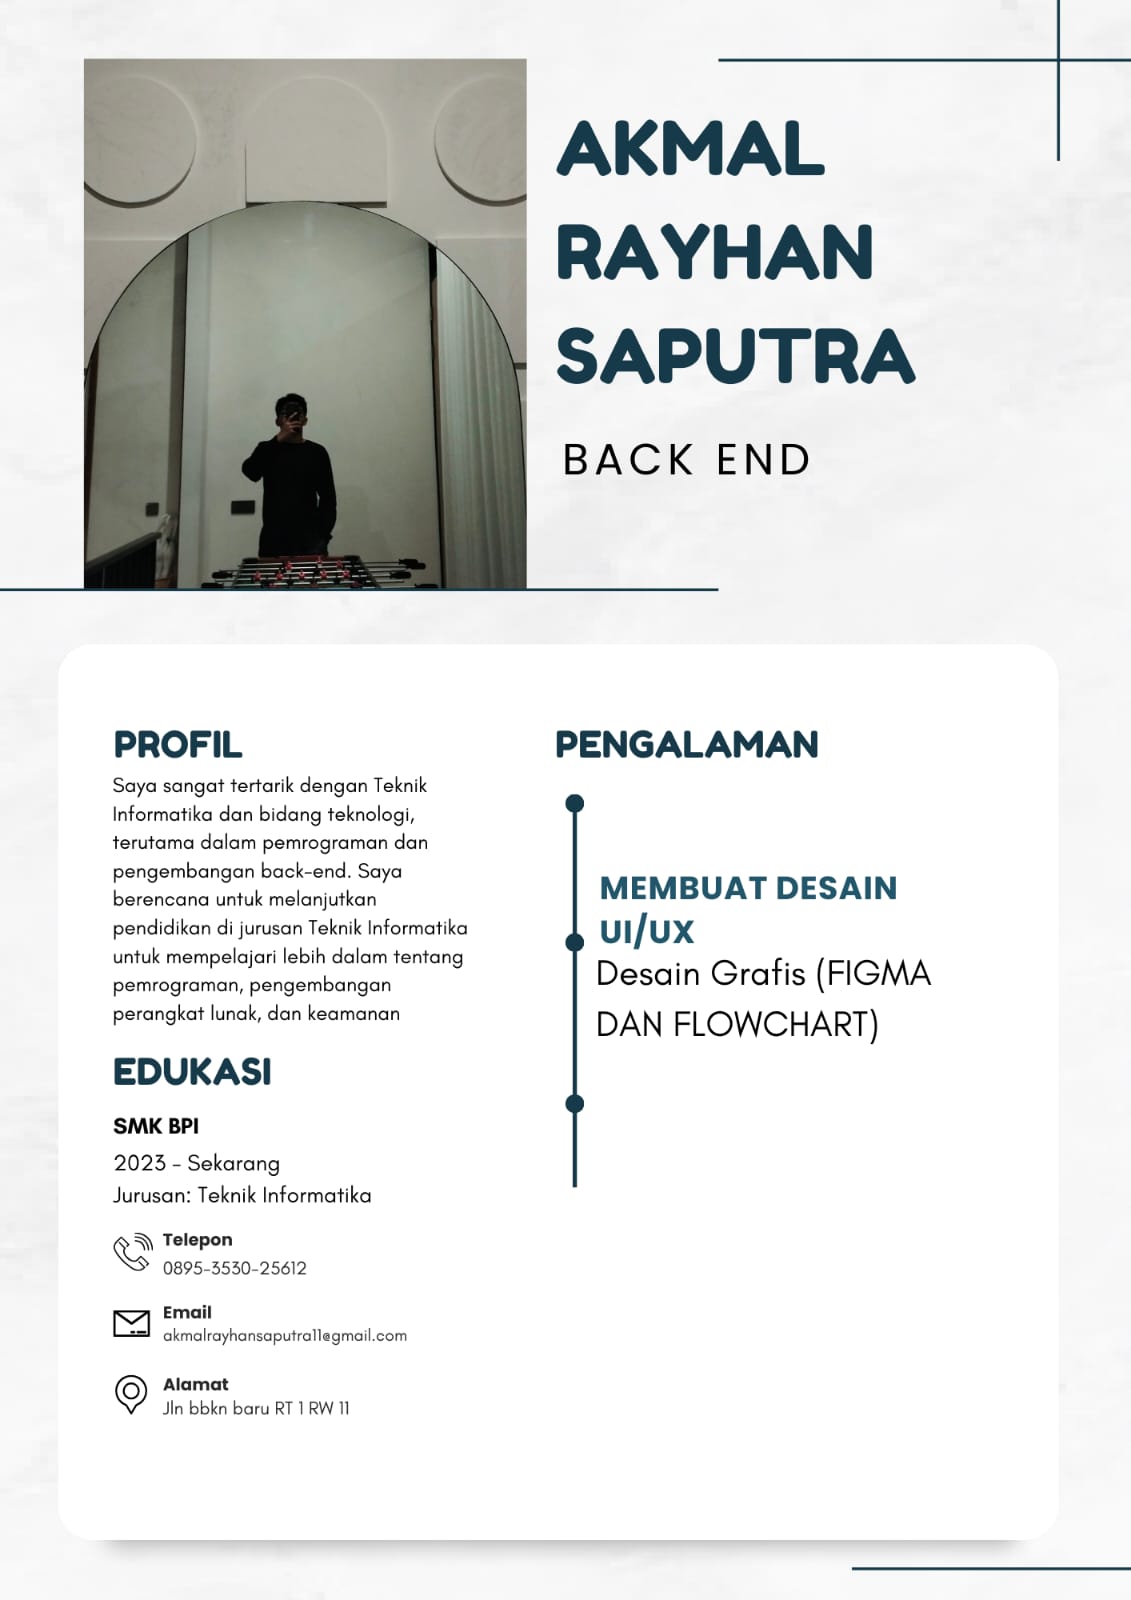 AKMAL
RAYHAN
SAPUTRA
BACK END
PROFIL
Saya sangat tertarik dengan Teknik
Informatika dan bidang teknologi,
terutama dalam pemrograman dan
pengembangan back-end. Saya
berencana untuk melanjutkan
pendidikan di jurusan Teknik Informatika
untuk mempelajari lebih dalam tentang
pemrograman, pengembangan
perangkat lunak, dan keamanan
EDUKASI
SMK BPI
2023 - Sekarang
Jurusan: Teknik Informatika
Telepon
0895-3530-25612
Email
akmalrayhansaputra11@gmail.com
Alamat
Jln bbkn baru RT 1 RW 11
PENGALAMAN
MEMBUAT DESAIN
UI/UX
Desain Grafis (FIGMA
DAN FLOWCHART)